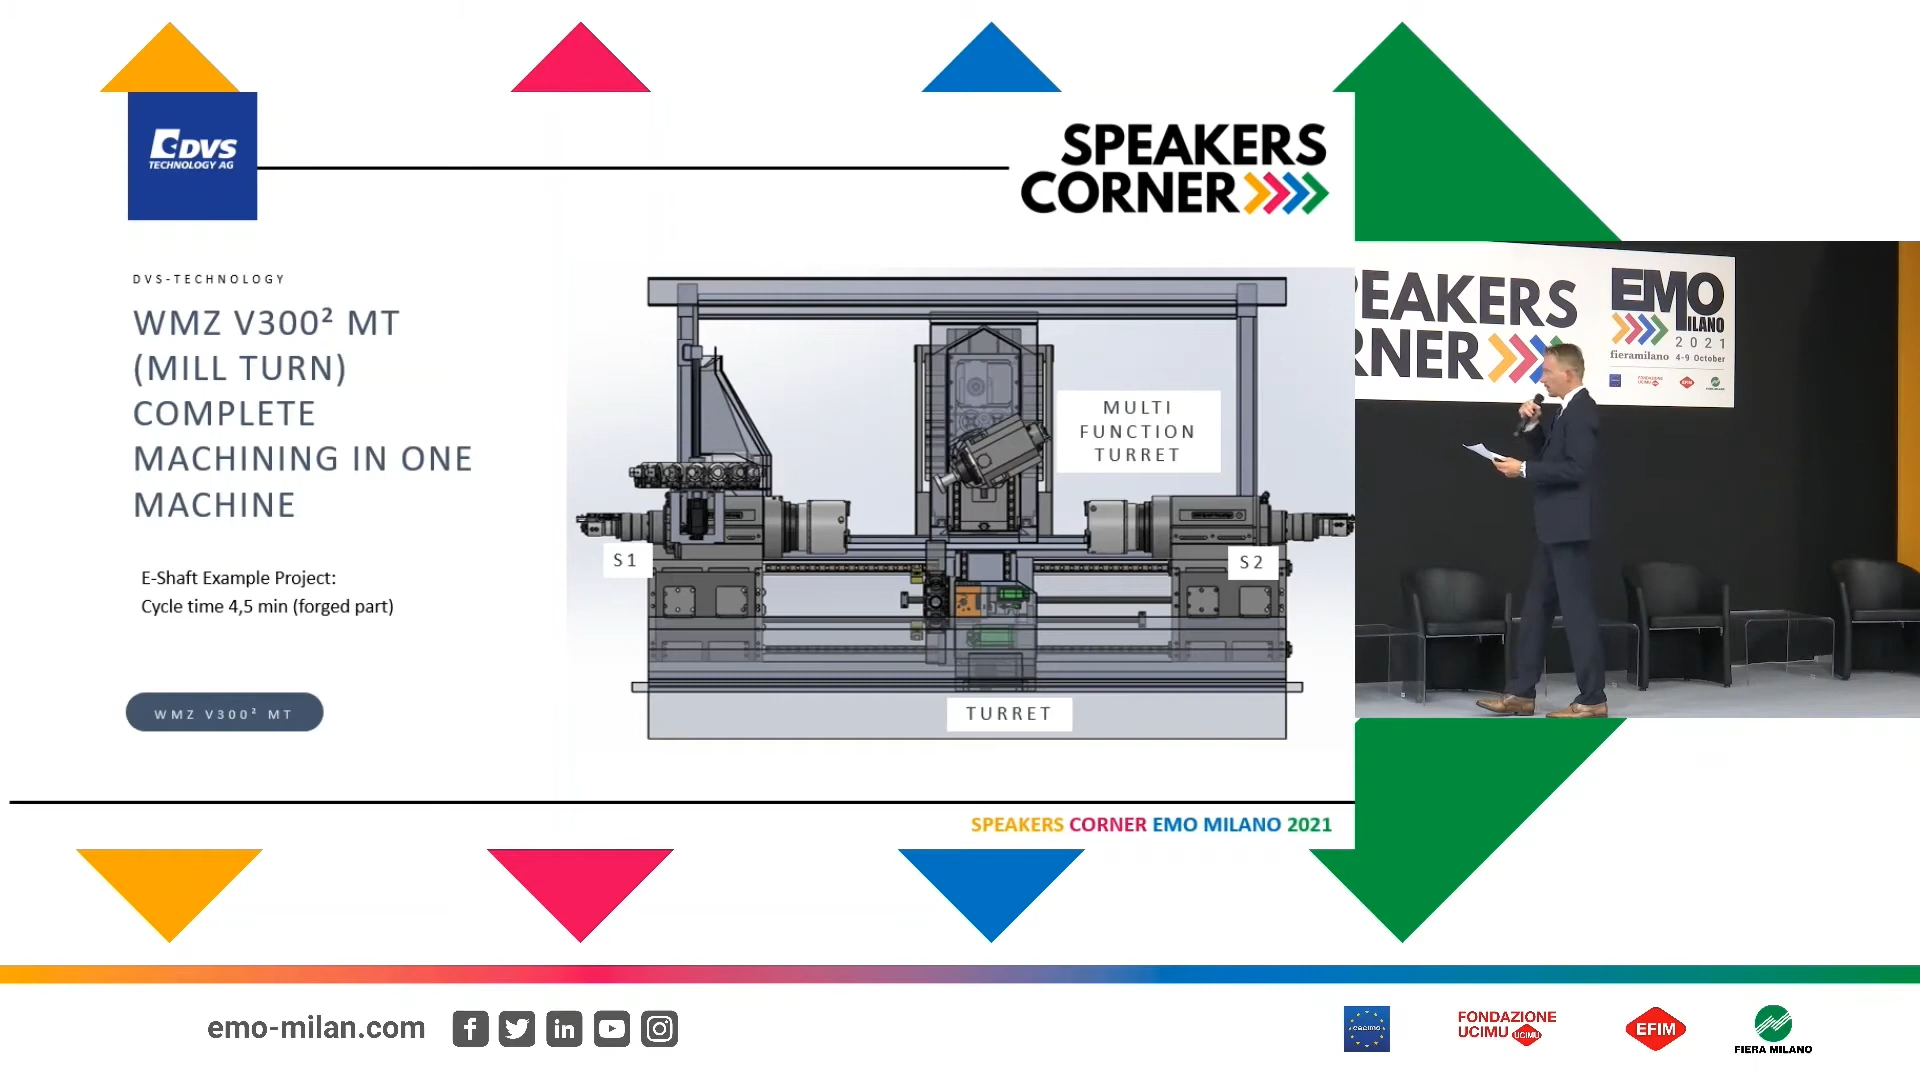 DVS
TECHNOLOGY AG
SPEAKERS
CORNER
DVS-TECHNOLOGY
WMZ V300² MT
(MILL TURN)
COMPLETE
MACHINING IN ONE
MACHINE
E-Shaft Example Project:
Cycle time 4,5 min (forged part)
WMZ V300² MT
MULTI
FUNCTION
TURRET
S1
S2
TURRET
SPEAKERS CORNER EMO MILANO 2021
EAKERS
RNER
EMO
MILANO
2021
fieramilano 4-9 October
emo-milan.com
cecimo
FONDAZIONE
UCIMU
UCIMU
EFIM
FIERA MILANO